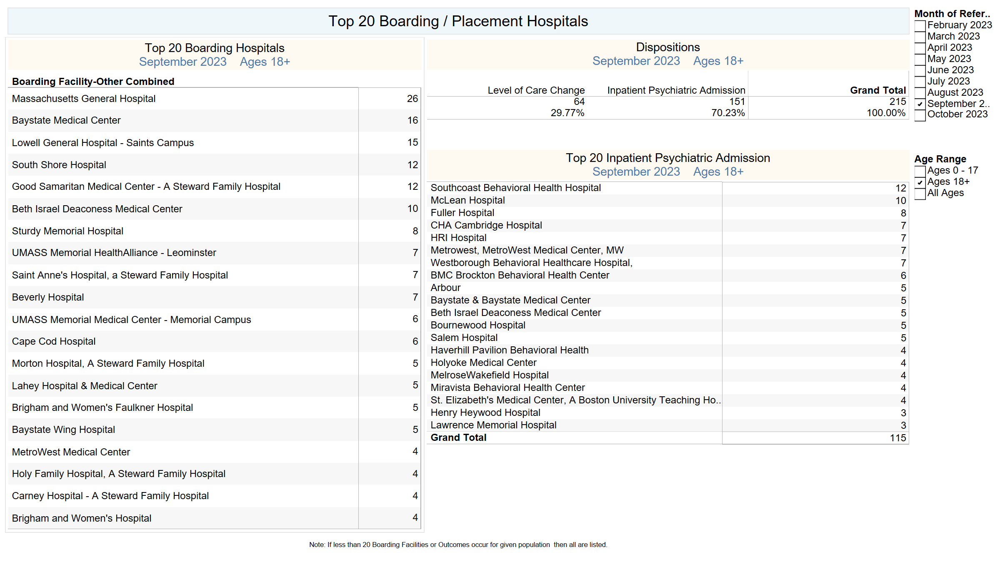 Top 20 Boarding / Placement Hospitals
Top 20 Boarding Hospitals
September 2023 Ages 18+
Boarding Facility-Other Combined
Massachusetts General Hospital 26
Baystate Medical Center 16
Lowell General Hospital - Saints Campus 15
South Shore Hospital 12
Good Samaritan Medical Center - A Steward Family Hospital 12
Beth Israel Deaconess Medical Center 10
Sturdy Memorial Hospital 8
UMASS Memorial HealthAlliance - Leominster 7
Saint Anne's Hospital, a Steward Family Hospital 7
Beverly Hospital 7
UMASS Memorial Medical Center - Memorial Campus 6
Cape Cod Hospital 6
Morton Hospital, A Steward Family Hospital 5
Lahey Hospital & Medical Center 5
Brigham and Women's Faulkner Hospital 5
Baystate Wing Hospital 5
MetroWest Medical Center 4
Holy Family Hospital, A Steward Family Hospital 4
Carney Hospital - A Steward Family Hospital 4
Brigham and Women's Hospital 4
Dispositions
September 2023 Ages 18+
Level of Care Change Inpatient Psychiatric Admission Grand Total
64 151 215
29.77% 70.23% 100.00%
Top 20 Inpatient Psychiatric Admission
September 2023 Ages 18+
Southcoast Behavioral Health Hospital 12
McLean Hospital 10
Fuller Hospital 8
CHA Cambridge Hospital 7
HRI Hospital 7
Metrowest, MetroWest Medical Center, MW 7
Westborough Behavioral Healthcare Hospital, 7
BMC Brockton Behavioral Health Center 6
Arbour 5
Baystate & Baystate Medical Center 5
Beth Israel Deaconess Medical Center 5
Bournewood Hospital 5
Salem Hospital 5
Haverhill Pavilion Behavioral Health 4
Holyoke Medical Center 4
MelroseWakefield Hospital 4
Miravista Behavioral Health Center 4
St. Elizabeth's Medical Center, A Boston University Teaching Ho.. 4
Henry Heywood Hospital 3
Lawrence Memorial Hospital 3
Grand Total 115
Month of Refer..
February 2023
March 2023
April 2023
May 2023
June 2023
July 2023
August 2023
September 2..
October 2023
Age Range
Ages 0 - 17
Ages 18+
All Ages
Note: If less than 20 Boarding Facilities or Outcomes occur for given population then all are listed.